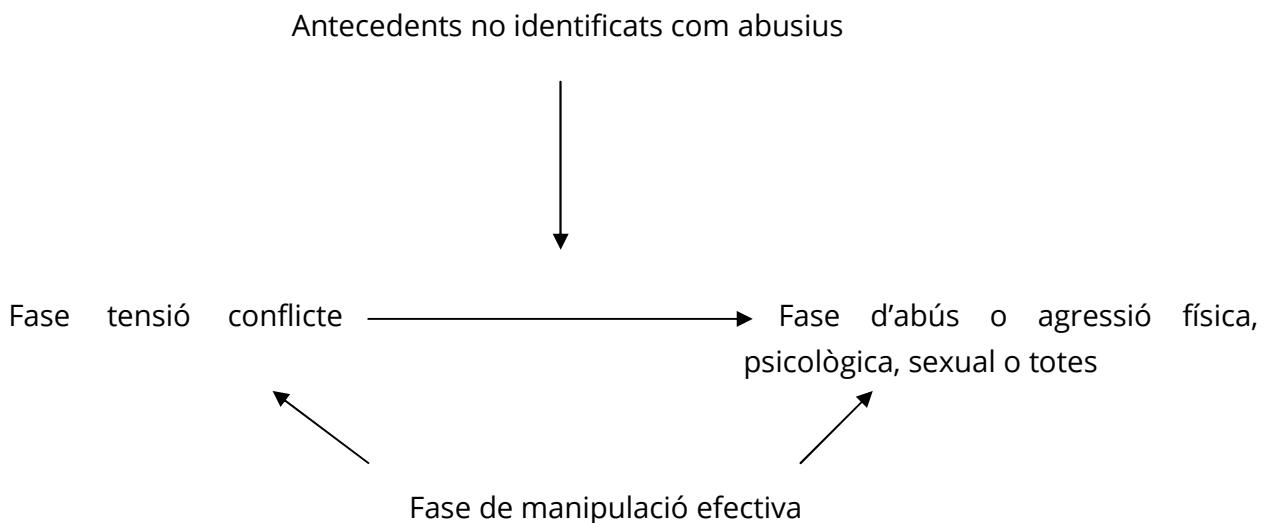 Antecedents no identificats com abusius
Fase tensió conflicte
Fase d'abús o agressió física,
psicològica, sexual o totes
Fase de manipulació efectiva